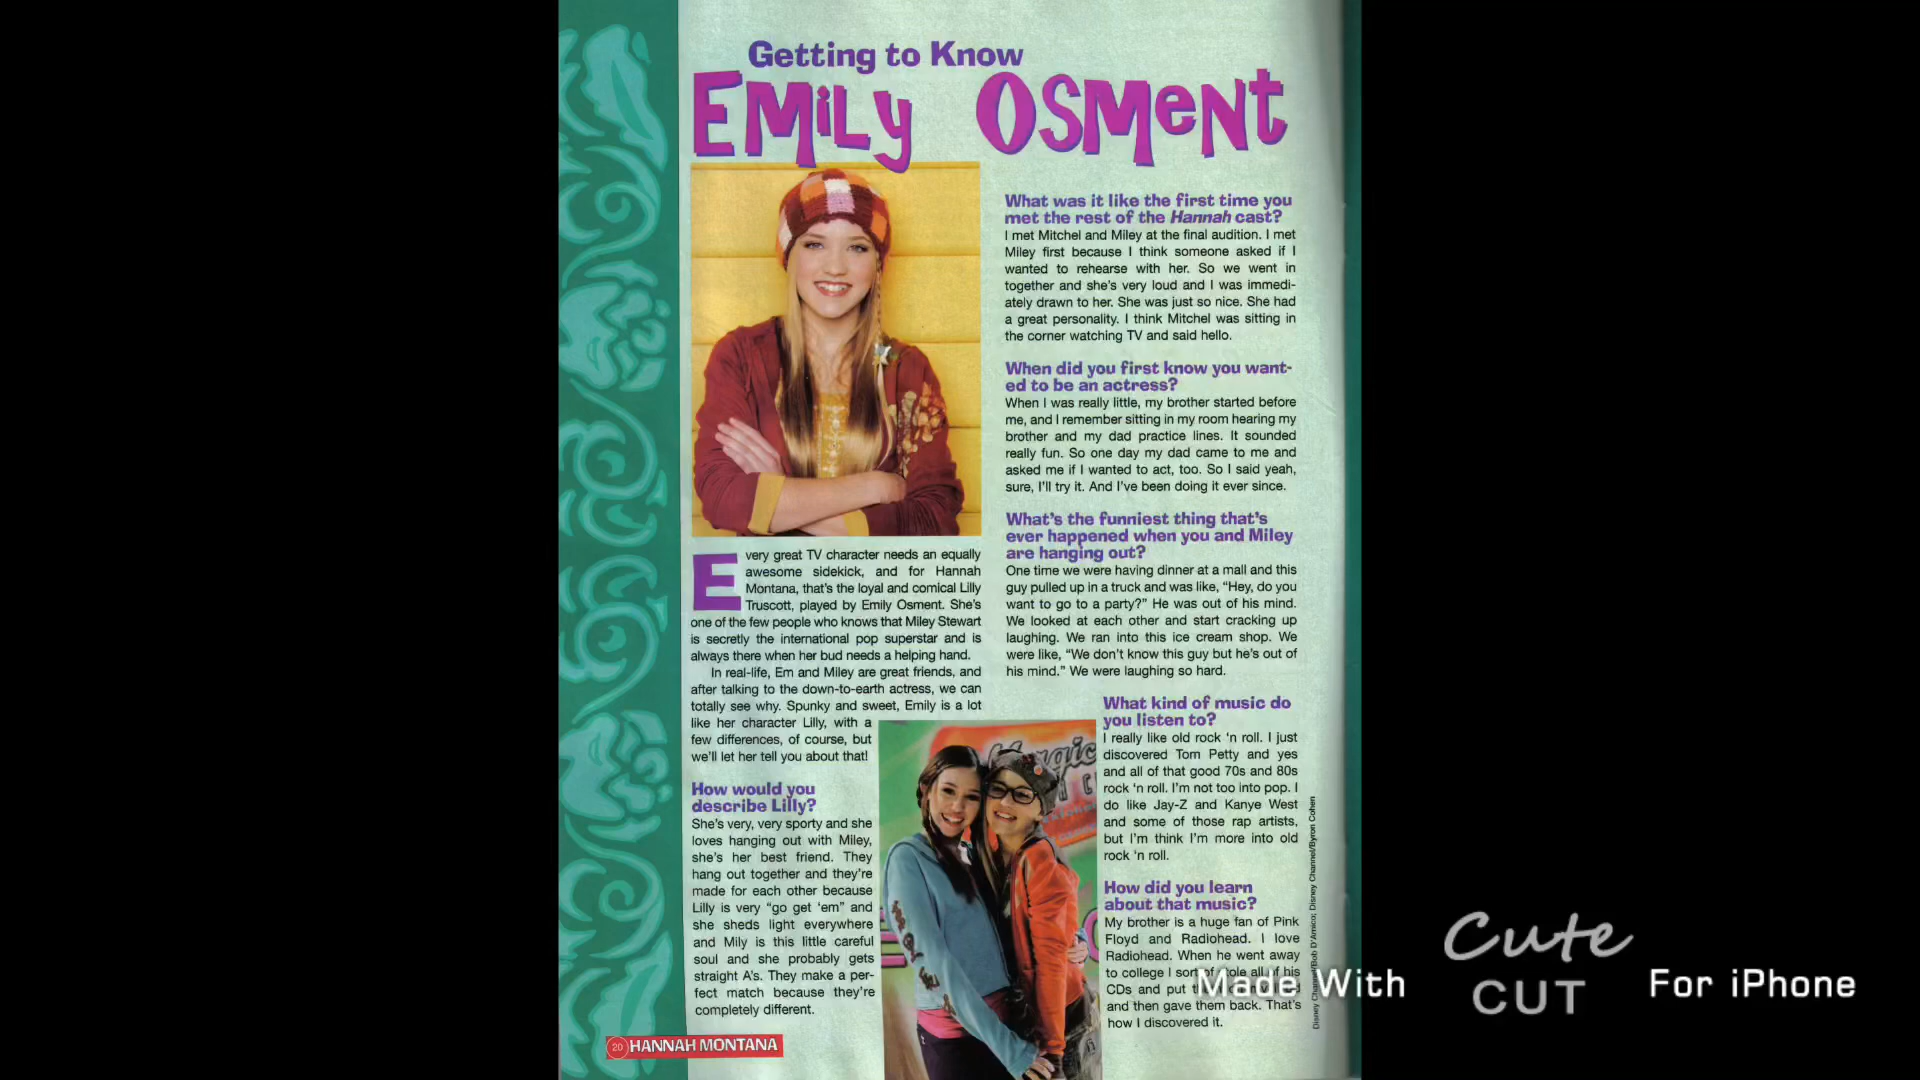 Getting to Know
EMiLy OSMeNt
Every great TV character needs an equally
awesome sidekick, and for Hannah
Montana, that's the loyal and comical Lilly
Truscott, played by Emily Osment. She's
one of the few people who knows that Miley Stewart
is secretly the international pop superstar and is
always there when her bud needs a helping hand.
In real-life, Em and Miley are great friends, and
after talking to the down-to-earth actress, we can
totally see why. Spunky and sweet, Emily is a lot
like her character Lilly, with a
few differences, of course, but
we'll let her tell you about that!
How would you
describe Lilly?
She's very, very sporty and she
loves hanging out with Miley,
she's her best friend. They
hang out together and they're
made for each other because
Lilly is very "go get 'em" and
she sheds light everywhere
and Mily is this little careful
soul and she probably gets
straight A's. They make a per-
fect match because they're
completely different.
20 HANNAH MONTANA
What was it like the first time you
met the rest of the Hannah cast?
I met Mitchel and Miley at the final audition. I met
Miley first because I think someone asked if I
wanted to rehearse with her. So we went in
together and she's very loud and I was immedi-
ately drawn to her. She was just so nice. She had
a great personality. I think Mitchel was sitting in
the corner watching TV and said hello.
When did you first know you want-
ed to be an actress?
When I was really little, my brother started before
me, and I remember sitting in my room hearing my
brother and my dad practice lines. It sounded
really fun. So one day my dad came to me and
asked me if I wanted to act, too. So I said yeah,
sure, I'll try it. And I've been doing it ever since.
What's the funniest thing that's
ever happened when you and Miley
are hanging out?
One time we were having dinner at a mall and this
guy pulled up in a truck and was like, "Hey, do you
want to go to a party?" He was out of his mind.
We looked at each other and start cracking up
laughing. We ran into this ice cream shop. We
were like, "We don't know this guy but he's out of
his mind." We were laughing so hard.
What kind of music do
you listen to?
I really like old rock 'n roll. I just
discovered Tom Petty and yes
and all of that good 70s and 80s
rock 'n roll. I'm not too into pop. I
do like Jay-Z and Kanye West
and some of those rap artists,
but I'm think I'm more into old
rock 'n roll.
How did you learn
about that music?
My brother is a huge fan of Pink
Floyd and Radiohead. I love
Radiohead. When he went away
to college I sort of stole all of his
CDs and put
and then gave them back. That's
how I discovered it.
Disney Channel/Bob D'Amico; Disney Channel/Byron Cohen
Made With Cute CUT For iPhone